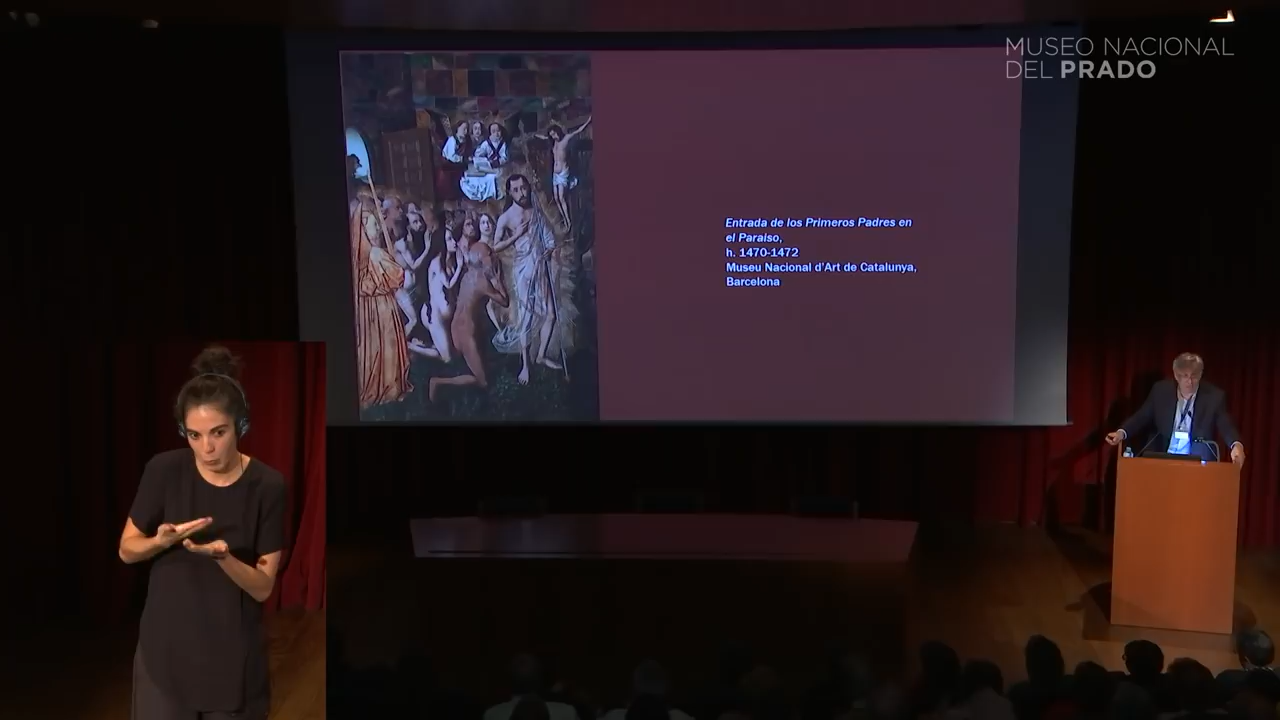 MUSEO NACIONAL
DEL PRADO
Entrada de los Primeros Padres en
el Paraíso,
h. 1470-1472
Museu Nacional d'Art de Catalunya,
Barcelona